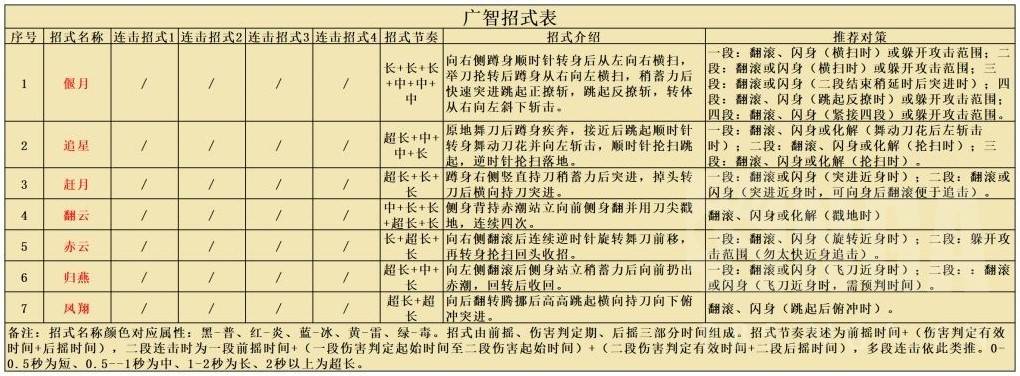 广智招式表
序号 招式名称 连击招式1 连击招式2 连击招式3 连击招式4 招式节奏 招式介绍 推荐对策
1 偃月 / / / / 长+长+长+中+中+中 向右侧蹲身顺时针转身后从左向右横扫，举刀抡转后蹲身从右向左横扫，稍蓄力后快速突进跳起正撩斩，跳起反撩斩，转体从右向左斜下斩击。 一段：翻滚、闪身（横扫时）或躲开攻击范围；二段：翻滚或闪身（横扫时）或躲开攻击范围；三段：翻滚或闪身（二段结束稍延时后突进时）；四段：翻滚、闪身（跳起反撩时）或躲开攻击范围；四段：翻滚、闪身（紧接四段）或躲开攻击范围。
2 追星 / / / / 超长+中+中+长 原地舞刀后蹲身疾奔，接近后跳起顺时针转身舞动刀花并向左斩击，顺时针抡扫跳起，逆时针抡扫落地。 一段：翻滚、闪身或化解（舞动刀花后左斩击时）；二段：翻滚、闪身或化解（抡扫时）；三段：翻滚、闪身或化解（抡扫时）。
3 赶月 / / / / 超长+长+长 蹲身右侧竖直持刀稍蓄力后突进，掉头转刀后横向持刀突进。 一段：翻滚或闪身（突进近身时）；二段：翻滚或闪身（突进近身时，可向身后翻滚便于追击）。
4 翻云 / / / / 中+长+长+超长+长 侧身背持赤潮站立向前侧身翻并用刀尖戳地，连续四次。 翻滚、闪身或化解（戳地时）
5 赤云 / / / / 长+超长+长 向右侧翻滚后连续逆时针旋转舞刀前移，再转身抡扫回头收招。 一段：翻滚、闪身（旋转近身时）；二段：躲开攻击范围（勿太快近身追击）。
6 归燕 / / / / 超长+中+长 向左侧翻滚后侧身站立稍蓄力后向前扔出赤潮，回转后收回。 一段：翻滚或闪身（飞刀近身时）；二段：：翻滚或闪身（飞刀近身时，需预判时间）。
7 凤翔 / / / / 超长+超长 向后翻转腾挪后高高跳起横向持刀向下俯冲突进。 翻滚、闪身（跳起后俯冲时）。
备注：招式名称颜色对应属性：黑-普、红-炎、蓝-冰、黄-雷、绿-毒。招式由前摇、伤害判定期、后摇三部分时间组成。招式节奏表述为前摇时间+（伤害判定有效
时间+后摇时间），二段连击时为一段前摇时间+（一段伤害判定起始时间至二段伤害起始时间）+（二段伤害判定有效时间+二段后摇时间），多段连击依此类推。0-
0.5秒为短、0.5--1秒为中、1-2秒为长、2秒以上为超长。